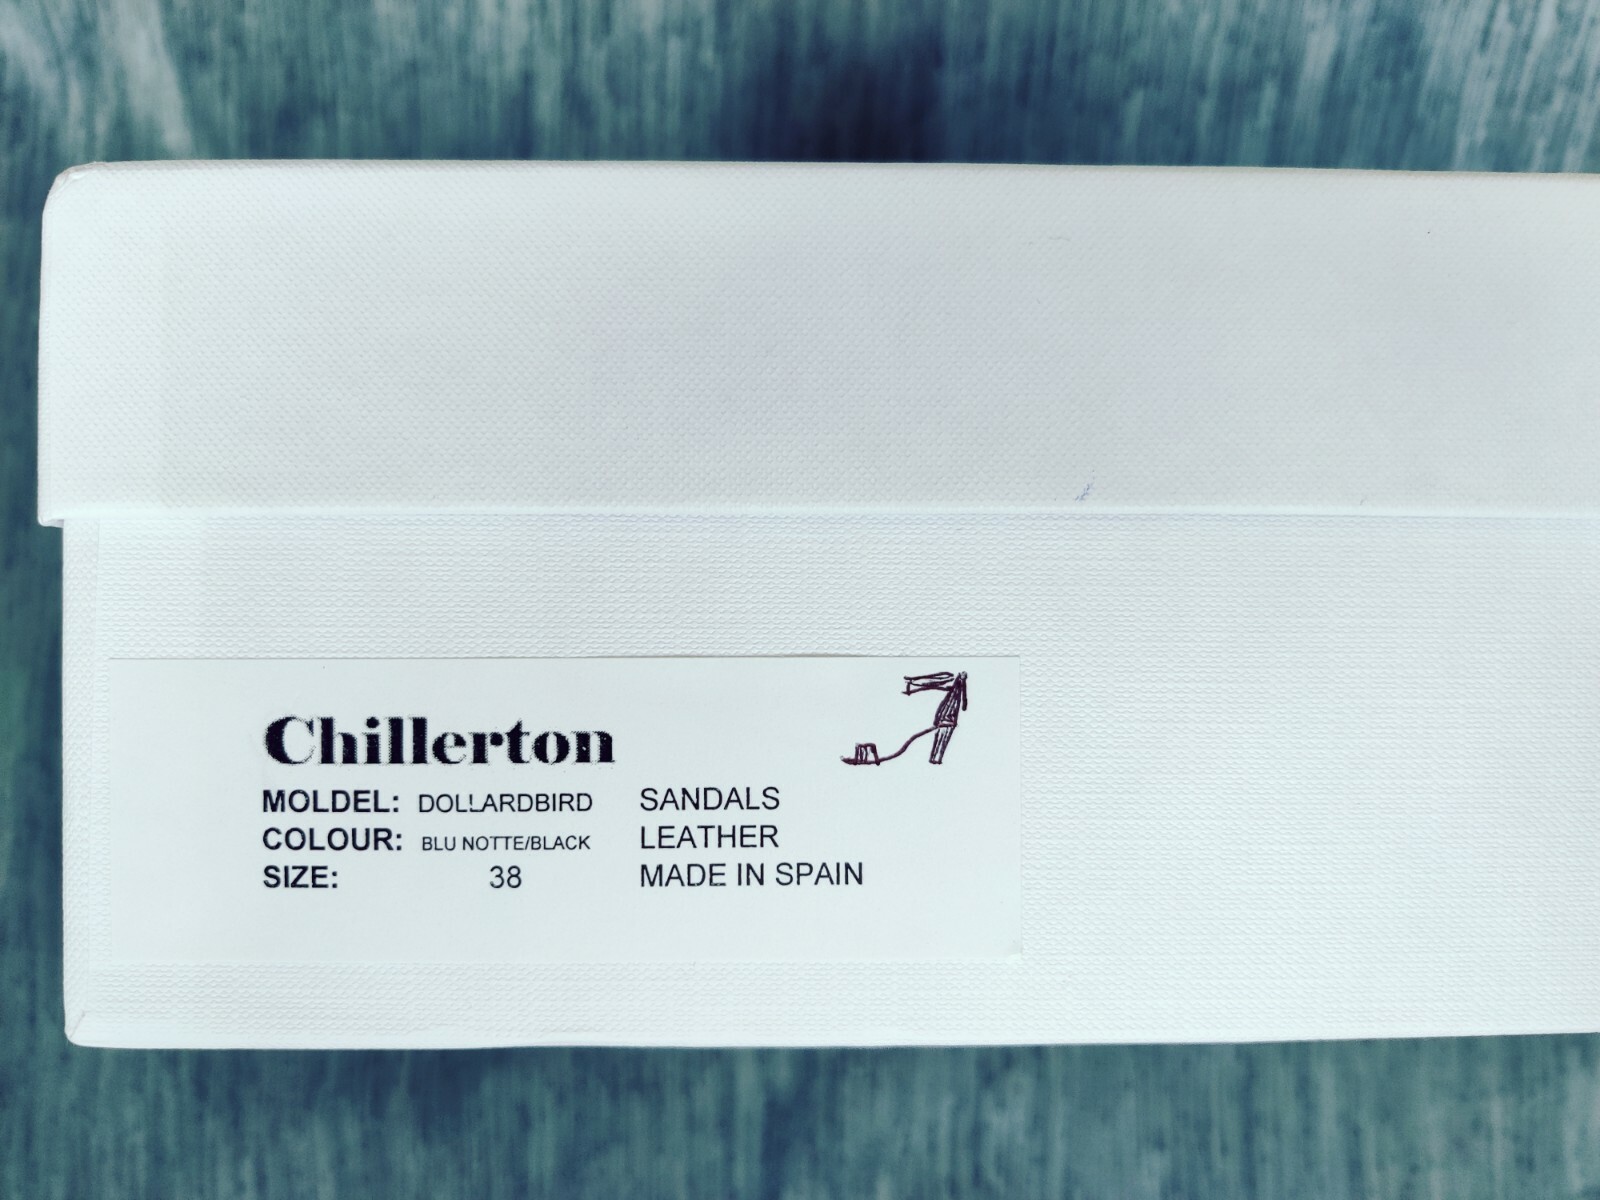 Chillerton
MOLDEL: DOLLARDBIRD SANDALS
COLOUR: BLU NOTTE/BLACK LEATHER
SIZE: 38 MADE IN SPAIN